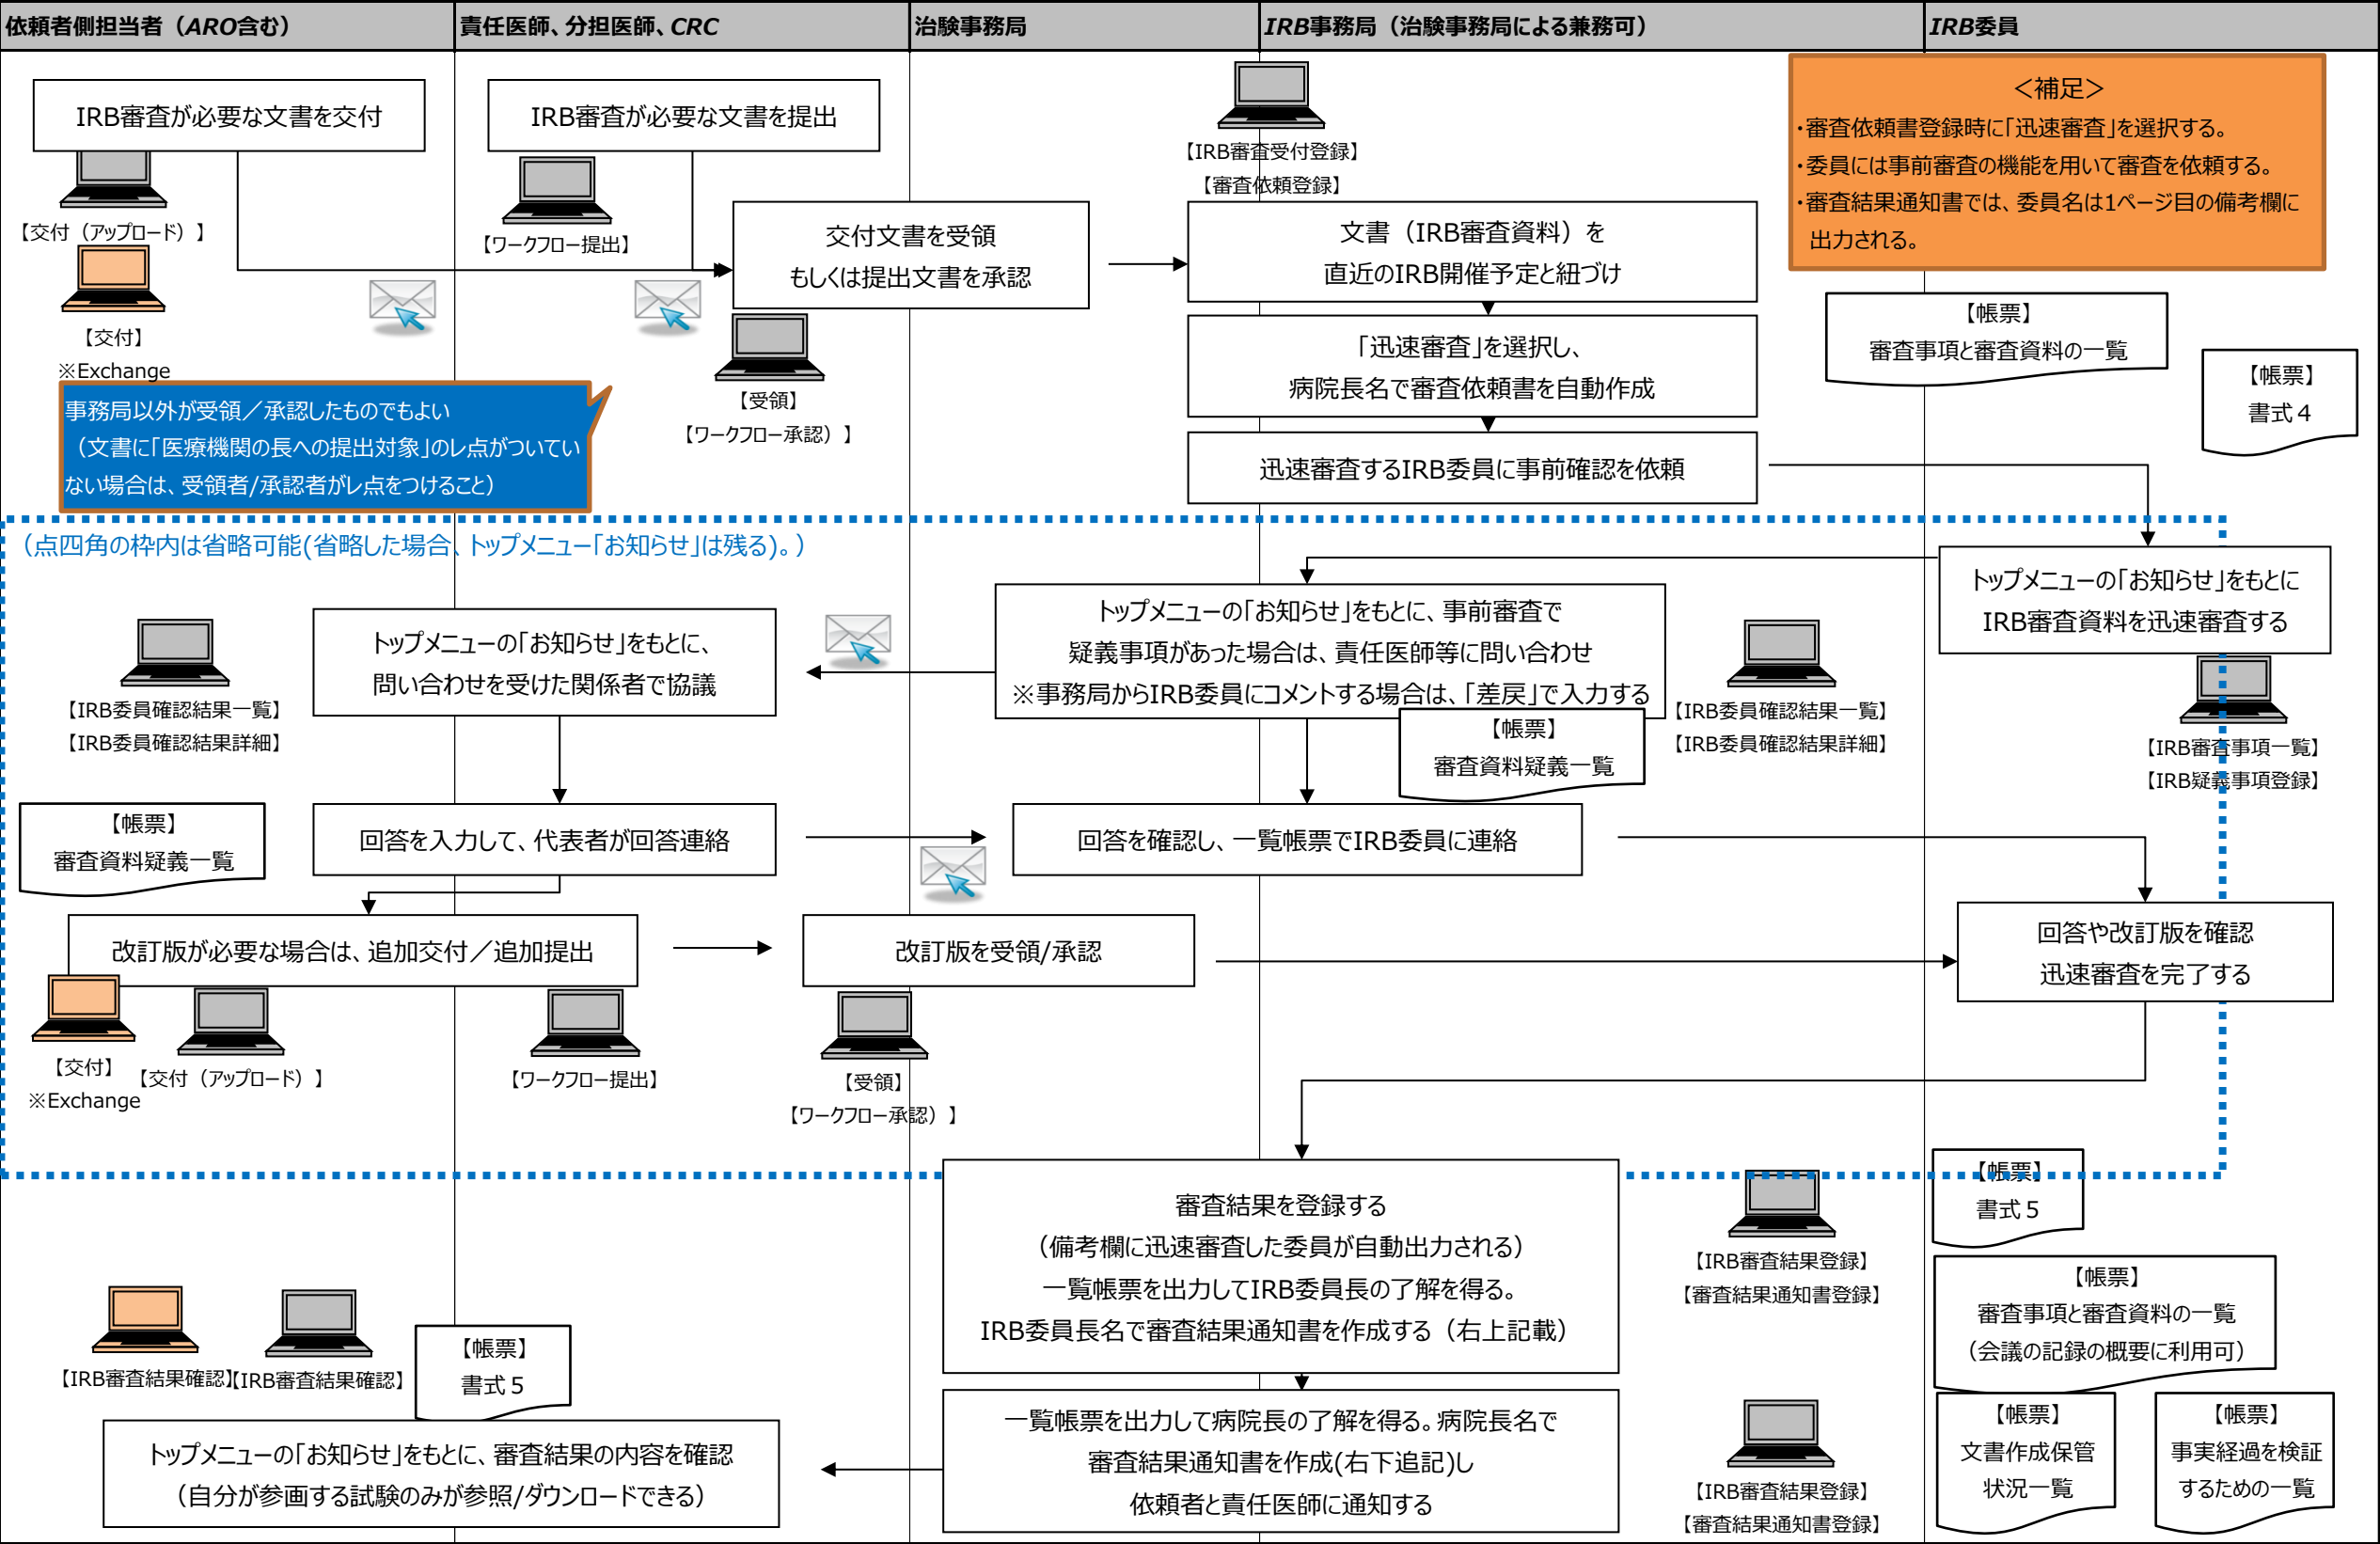 依頼者側担当者（ARO含む）
責任医師、分担医師、CRC
治験事務局
IRB事務局（治験事務局による兼務可）
IRB委員
IRB審査が必要な文書を交付
【交付（アップロード）】
【交付】
※Exchange
IRB審査が必要な文書を提出
【ワークフロー提出】
交付文書を受領
もしくは提出文書を承認
【受領】
【ワークフロー承認）】
事務局以外が受領／承認したものでもよい
（文書に「医療機関の長への提出対象」のレ点がついてい
ない場合は、受領者/承認者がレ点をつけること）
【IRB審査受付登録】
【審査依頼登録】
文書（IRB審査資料）を
直近のIRB開催予定と紐づけ
「迅速審査」を選択し、
病院長名で審査依頼書を自動作成
迅速審査するIRB委員に事前確認を依頼
＜補足＞
・審査依頼書登録時に「迅速審査」を選択する。
・委員には事前審査の機能を用いて審査を依頼する。
・審査結果通知書では、委員名は1ページ目の備考欄に
出力される。
【帳票】
審査事項と審査資料の一覧
【帳票】
書式４
（点四角の枠内は省略可能(省略した場合、トップメニュー「お知らせ」は残る)。）
トップメニューの「お知らせ」をもとに
IRB審査資料を迅速審査する
【IRB審査事項一覧】
【IRB疑義事項登録】
トップメニューの「お知らせ」をもとに、事前審査で
疑義事項があった場合は、責任医師等に問い合わせ
※事務局からIRB委員にコメントする場合は、「差戻」で入力する
【帳票】
審査資料疑義一覧
【IRB委員確認結果一覧】
【IRB委員確認結果詳細】
トップメニューの「お知らせ」をもとに、
問い合わせを受けた関係者で協議
【IRB委員確認結果一覧】
【IRB委員確認結果詳細】
【帳票】
審査資料疑義一覧
回答を入力して、代表者が回答連絡
回答を確認し、一覧帳票でIRB委員に連絡
改訂版が必要な場合は、追加交付／追加提出
改訂版を受領/承認
回答や改訂版を確認
迅速審査を完了する
【交付】
※Exchange
【交付（アップロード）】
【ワークフロー提出】
【受領】
【ワークフロー承認）】
審査結果を登録する
（備考欄に迅速審査した委員が自動出力される）
一覧帳票を出力してIRB委員長の了解を得る。
IRB委員長名で審査結果通知書を作成する（右上記載）
【IRB審査結果登録】
【審査結果通知書登録】
【帳票】
書式５
【帳票】
審査事項と審査資料の一覧
（会議の記録の概要に利用可）
【IRB審査結果確認】
【IRB審査結果確認】
【帳票】
書式５
トップメニューの「お知らせ」をもとに、審査結果の内容を確認
（自分が参画する試験のみが参照/ダウンロードできる）
一覧帳票を出力して病院長の了解を得る。病院長名で
審査結果通知書を作成(右下追記)し
依頼者と責任医師に通知する
【IRB審査結果登録】
【審査結果通知書登録】
【帳票】
文書作成保管
状況一覧
【帳票】
事実経過を検証
するための一覧